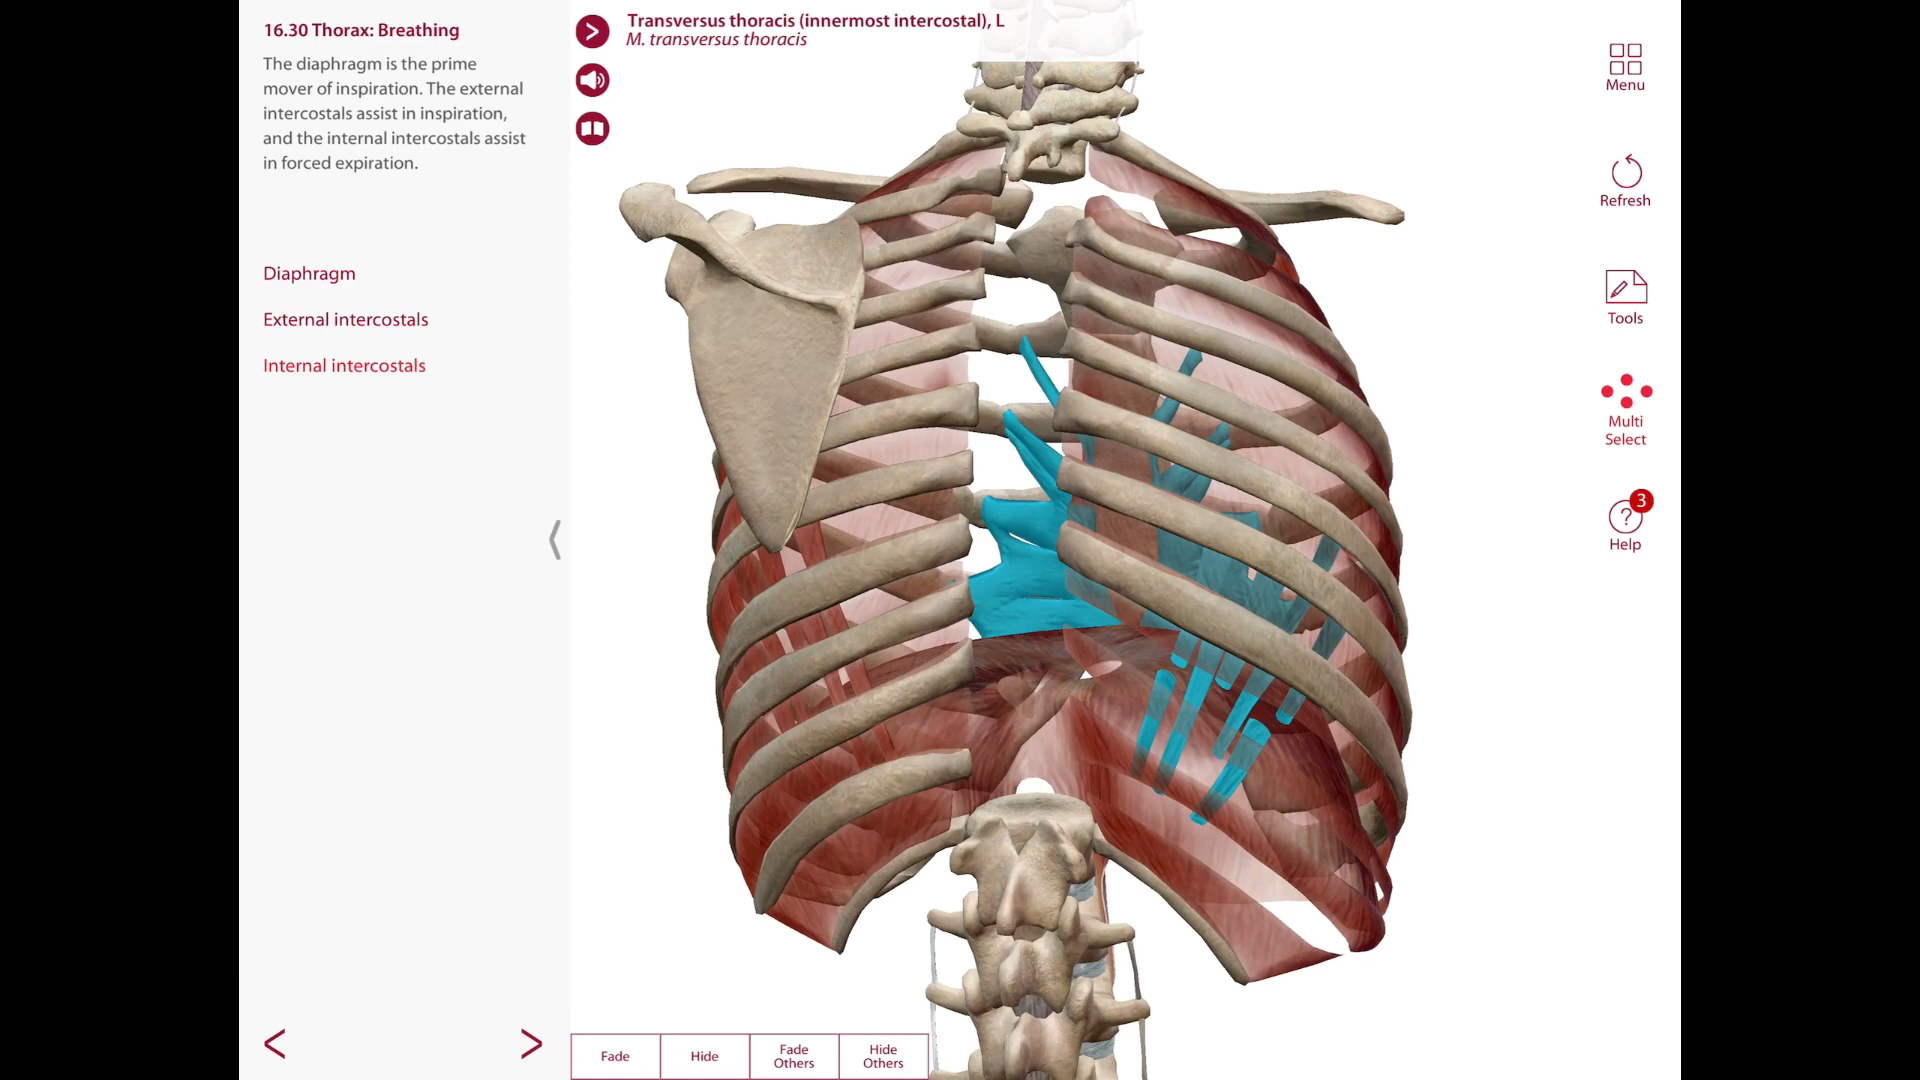 16.30 Thorax: Breathing
The diaphragm is the prime
mover of inspiration. The external
intercostals assist in inspiration,
and the internal intercostals assist
in forced expiration.
Diaphragm
External intercostals
Internal intercostals
Transversus thoracis (innermost intercostal), L
M. transversus thoracis
Menu
Refresh
Tools
Multi
Select
3
?
Help
Fade
Hide
Fade
Others
Hide
Others